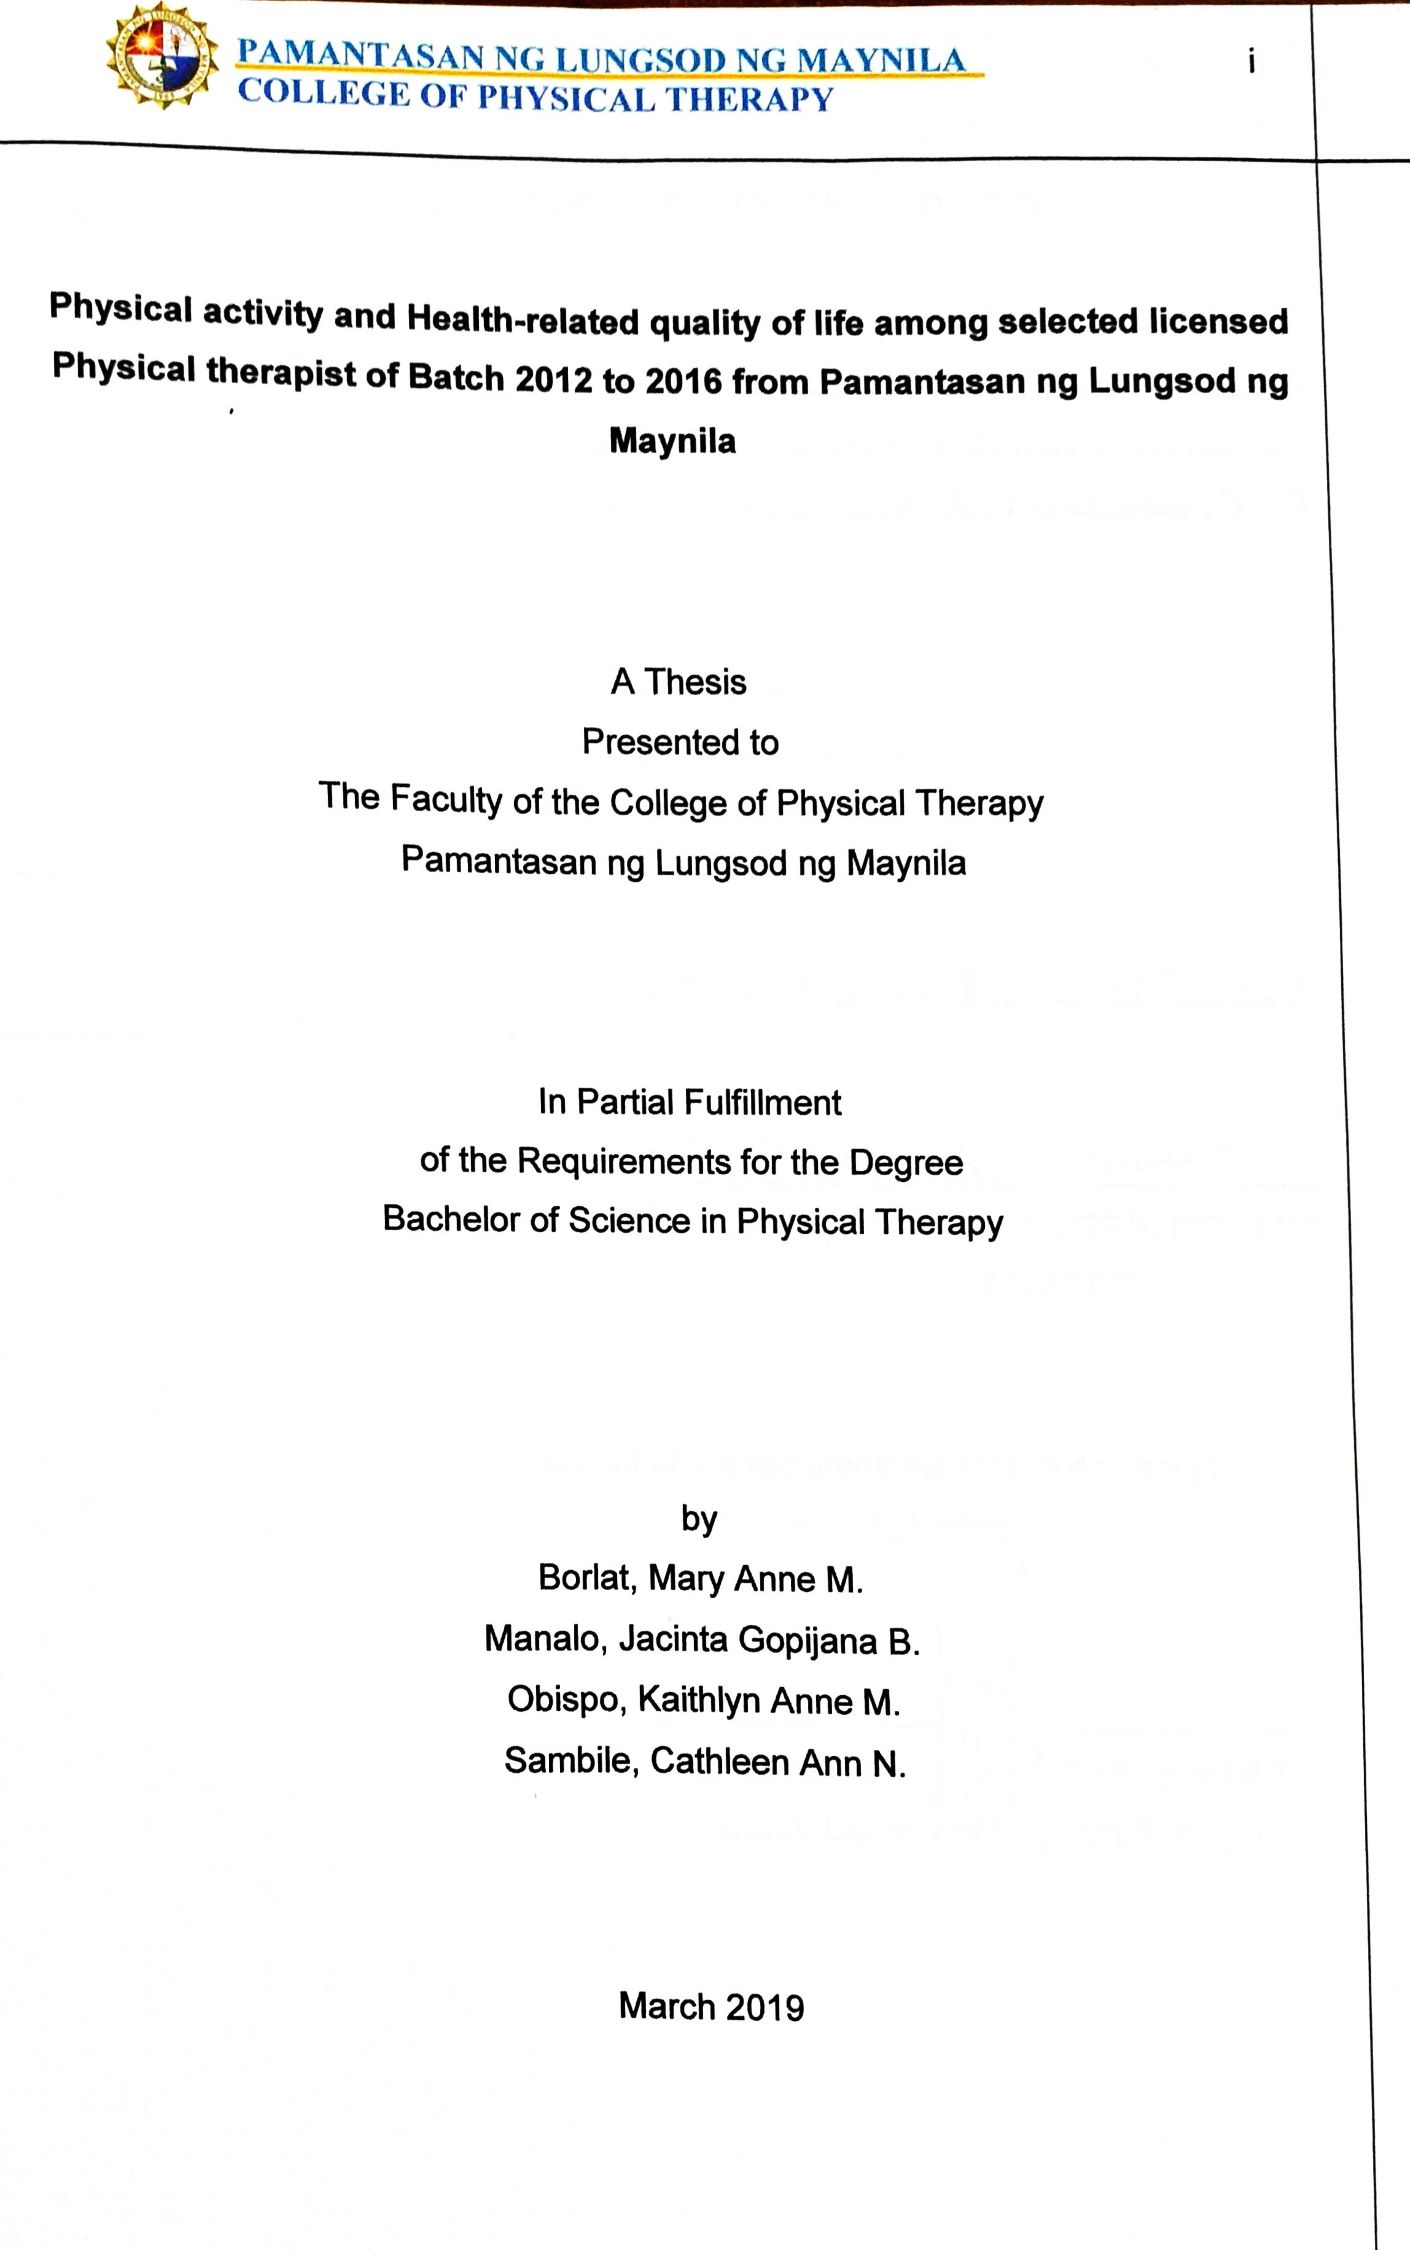 PAMANTASAN NG LUNGSOD NG MAYNILA
COLLEGE OF PHYSICAL THERAPY
i
Physical activity and Health-related quality of life among selected licensed
Physical therapist of Batch 2012 to 2016 from Pamantasan ng Lungsod ng
Maynila
A Thesis
Presented to
The Faculty of the College of Physical Therapy
Pamantasan ng Lungsod ng Maynila
In Partial Fulfillment
of the Requirements for the Degree
Bachelor of Science in Physical Therapy
by
Borlat, Mary Anne M.
Manalo, Jacinta Gopijana B.
Obispo, Kaithlyn Anne M.
Sambile, Cathleen Ann N.
March 2019